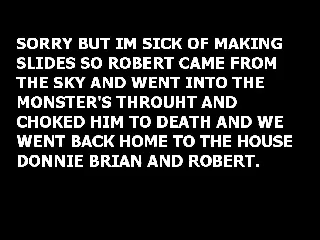 SORRY BUT IM SICK OF MAKING
SLIDES SO ROBERT CAME FROM
THE SKY AND WENT INTO THE
MONSTER'S THROUHT AND
CHOKED HIM TO DEATH AND WE
WENT BACK HOME TO THE HOUSE
DONNIE BRIAN AND ROBERT.